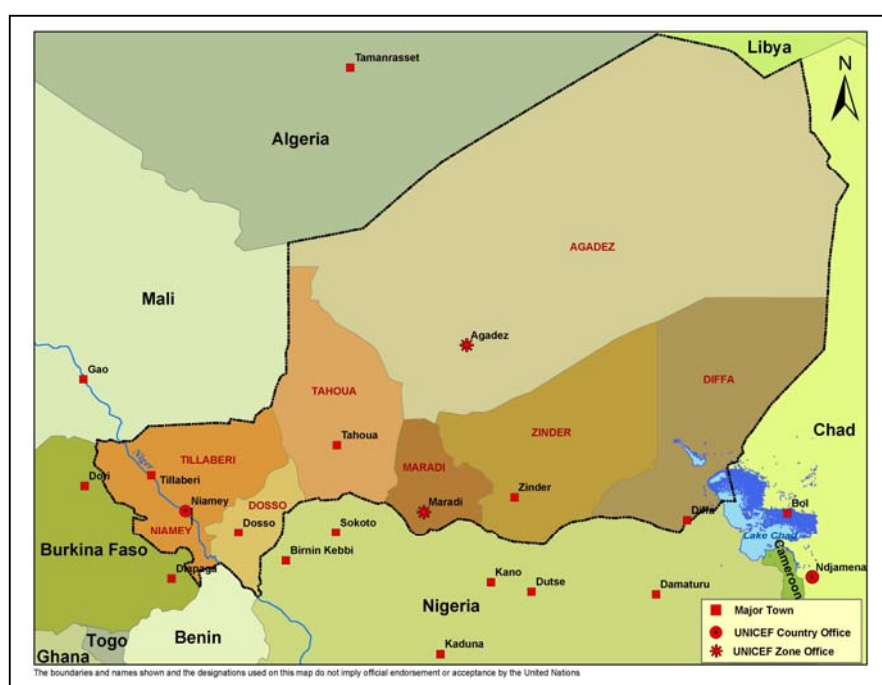 Libya
N
Tamanrasset
Algeria
AGADEZ
Mali
Agadez
Gao
DIFFA
TAHOUA
Chad
ZINDER
Tahoua
TILLABERI
MARADI
Niger
Dori
Tillaberi
Zinder
Niamey
DOSSO
Maradi
Bol
Diffa
NIAMEY
Dosso
Sokoto
Lake Chad
Burkina Faso
Birnin Kebbi
Cameroon
Diapaga
Ndjamena
Kano
Dutse
Damaturu
Nigeria
Major Town
Benin
UNICEF Country Office
Togo
UNICEF Zone Office
Ghana
Kaduna
The boundaries and names shown and the designations used on this map do not imply official endorsement or acceptance by the United Nations